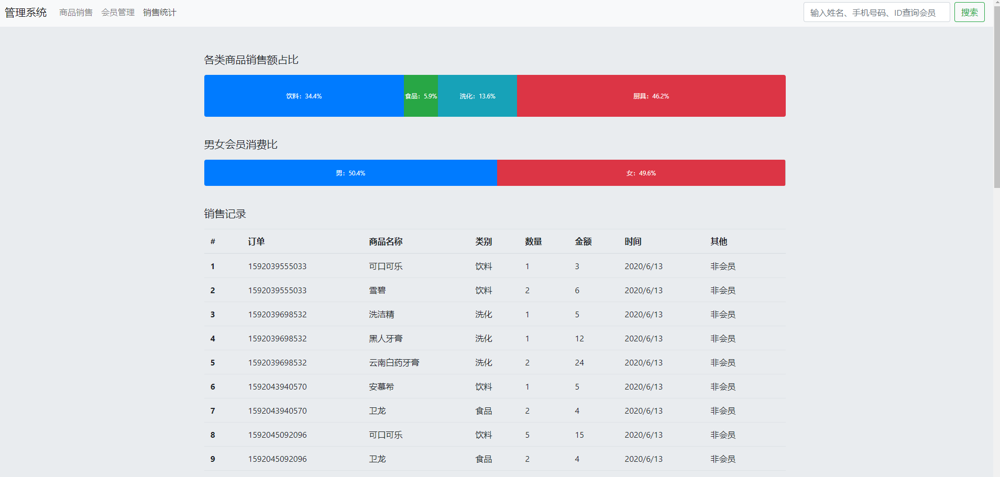 管理系统 商品销售 会员管理 销售统计 输入姓名、手机号码、ID查询会员 搜索
各类商品销售额占比
饮料：34.4% 食品：5.9% 洗化：13.6% 厨具：46.2%
男女会员消费比
男：50.4% 女：49.6%
销售记录
# 订单 商品名称 类别 数量 金额 时间 其他
1 1592039555033 可口可乐 饮料 1 3 2020/6/13 非会员
2 1592039555033 雪碧 饮料 2 6 2020/6/13 非会员
3 1592039698532 洗洁精 洗化 1 5 2020/6/13 非会员
4 1592039698532 黑人牙膏 洗化 1 12 2020/6/13 非会员
5 1592039698532 云南白药牙膏 洗化 2 24 2020/6/13 非会员
6 1592043940570 安慕希 饮料 1 5 2020/6/13 非会员
7 1592043940570 卫龙 食品 2 4 2020/6/13 非会员
8 1592045092096 可口可乐 饮料 5 15 2020/6/13 非会员
9 1592045092096 卫龙 食品 2 4 2020/6/13 非会员